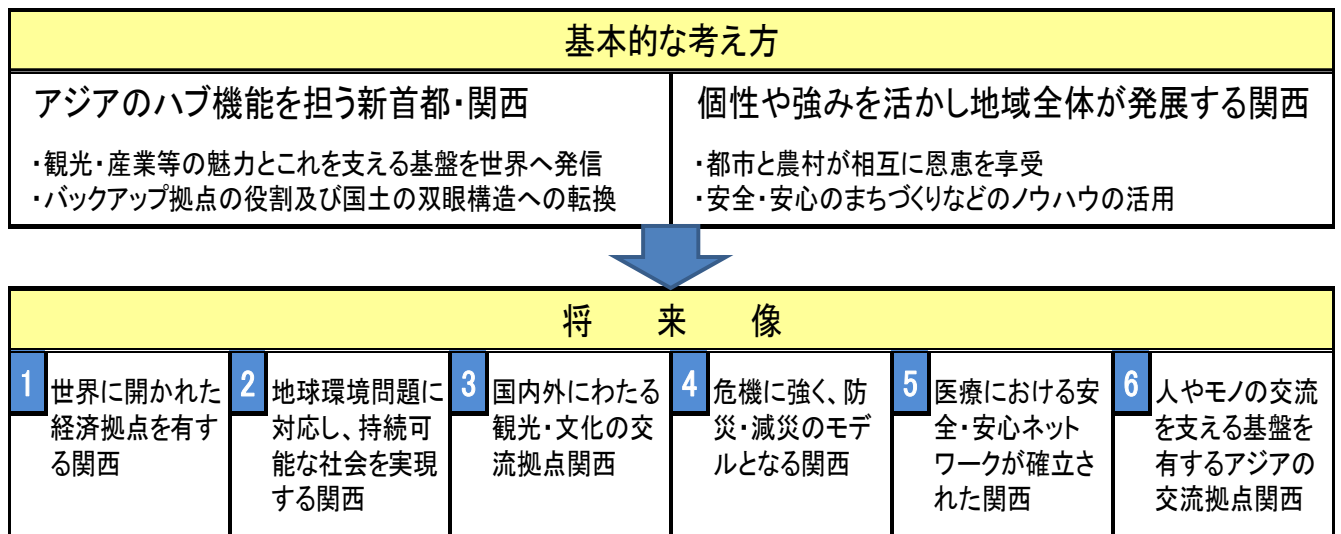 基本的な考え方
アジアのハブ機能を担う新首都・関西
・観光・産業等の魅力とこれを支える基盤を世界へ発信
・バックアップ拠点の役割及び国土の双眼構造への転換
個性や強みを活かし地域全体が発展する関西
・都市と農村が相互に恩恵を享受
・安全・安心のまちづくりなどのノウハウの活用
将　来　像
1
世界に開かれた
経済拠点を有す
る関西
2
地球環境問題に
対応し、持続可
能な社会を実現
する関西
3
国内外にわたる
観光・文化の交
流拠点関西
4
危機に強く、防
災・減災のモデ
ルとなる関西
5
医療における安
全・安心ネット
ワークが確立さ
れた関西
6
人やモノの交流
を支える基盤を
有するアジアの
交流拠点関西